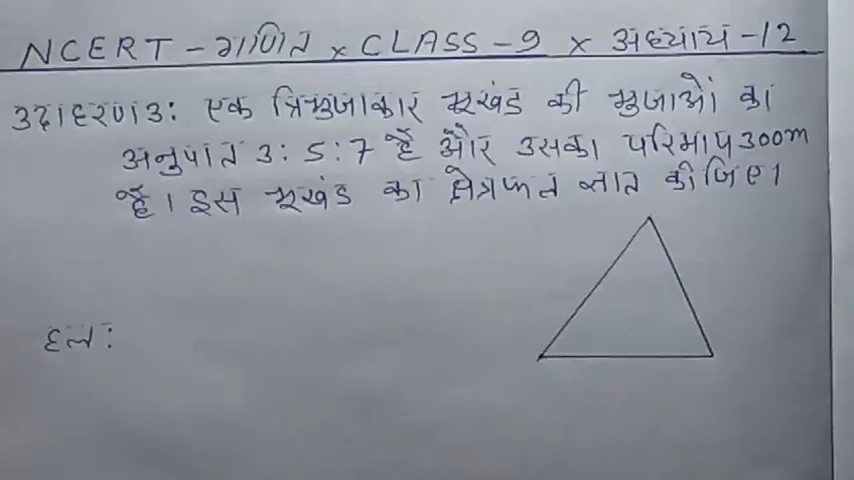 NCERT - गणित × CLASS - 9 × अध्याय - 12
उदाहरण 3: एक त्रिभुजाकार भूखंड की भुजाओं का
अनुपात 3 : 5 : 7 है और उसका परिमाप 300m
है। इस भूखंड का क्षेत्रफल ज्ञात कीजिए।
हल: